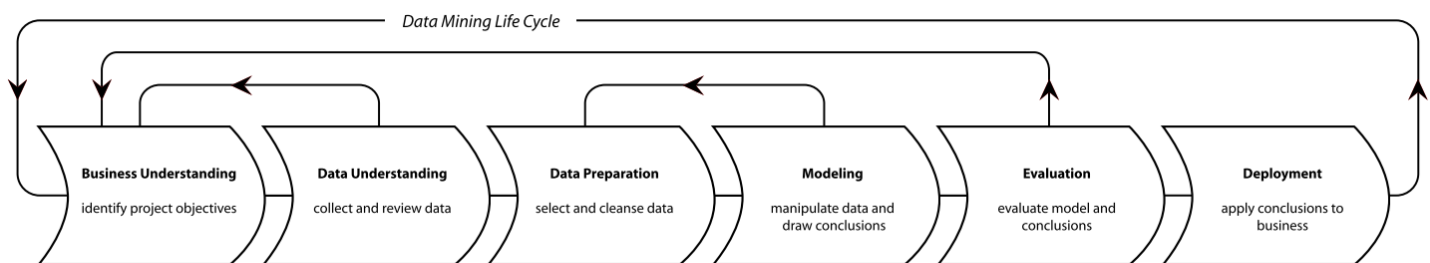 Data Mining Life Cycle
Business Understanding
identify project objectives
Data Understanding
collect and review data
Data Preparation
select and cleanse data
Modeling
manipulate data and
draw conclusions
Evaluation
evaluate model and
conclusions
Deployment
apply conclusions to
business